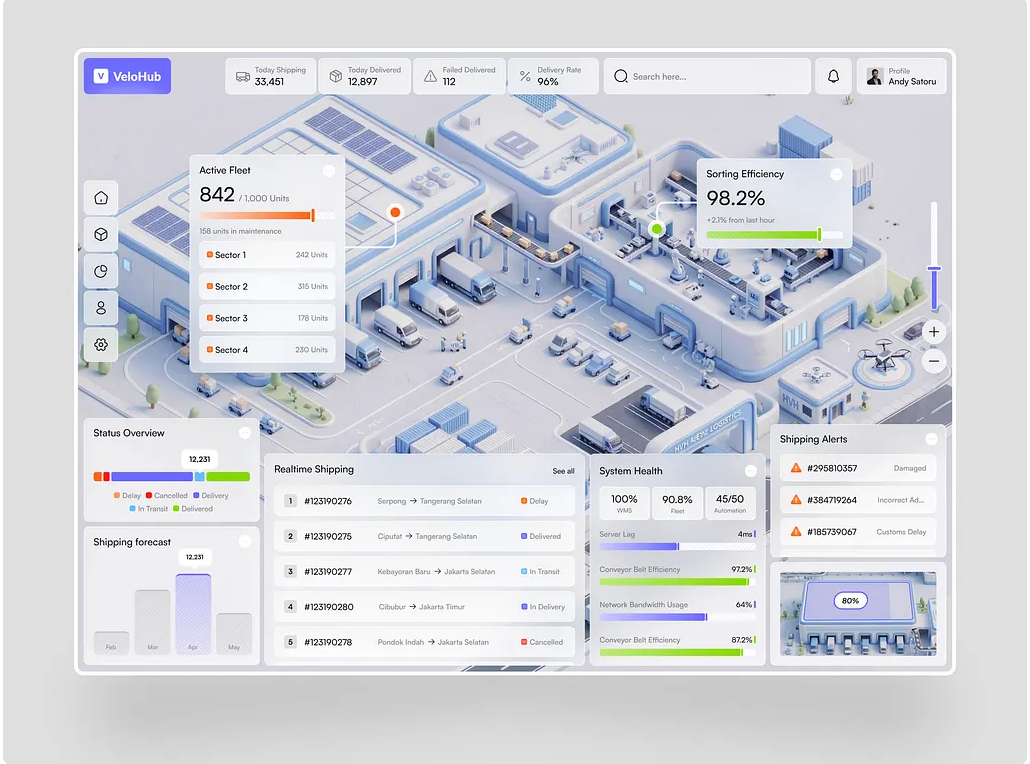 V VeloHub
Today Shipping
33,451
Today Delivered
12,897
Failed Delivered
112
Delivery Rate
96%
Search here...
Profile
Andy Satoru
Active Fleet
842 / 1.000 Units
158 units in maintenance
Sector 1 242 Units
Sector 2 315 Units
Sector 3 178 Units
Sector 4 230 Units
Sorting Efficiency
98.2%
+2.1% from last hour
+
−
HVH
LOGISTICS
Status Overview
12,231
Delay Cancelled Delivery
In Transit Delivered
Shipping forecast
12,231
Feb Mar Apr May
Realtime Shipping See all
1 #123190276 Serpong → Tangerang Selatan Delay
2 #123190275 Ciputat → Tangerang Selatan Delivered
3 #123190277 Kebayoran Baru → Jakarta Selatan In Transit
4 #123190280 Cibubur → Jakarta Timur In Delivery
5 #123190278 Pondok Indah → Jakarta Selatan Cancelled
System Health
100% 90.8% 45/50
WMS Fleet Automation
Server Lag 4ms
Conveyor Belt Efficiency 97.2%
Network Bandwidth Usage 64%
Conveyor Belt Efficiency 87.2%
Shipping Alerts
#295810357 Damaged
#384719264 Incorrect Ad...
#185739067 Customs Delay
80%